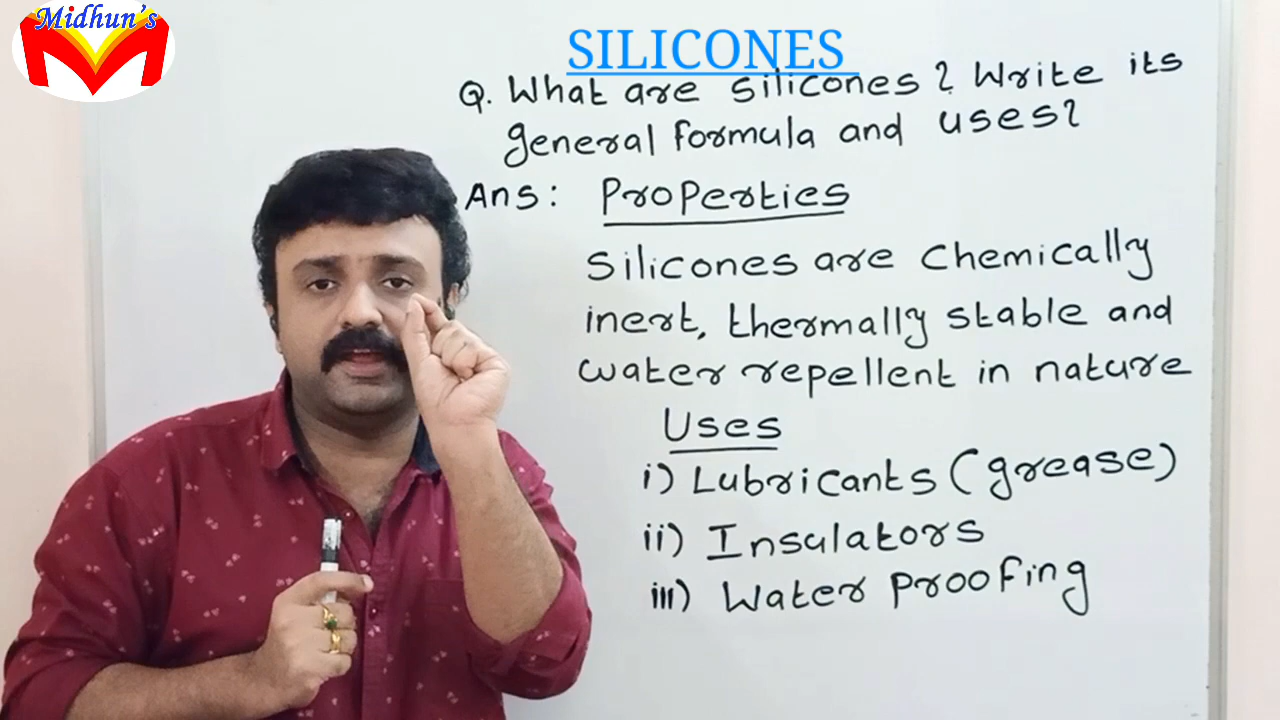 Midhun's
SILICONES
Q. What are silicones? Write its
general formula and uses?
Ans: Properties
Silicones are chemically
inert, thermally stable and
water repellent in nature
Uses
i) Lubricants (grease)
ii) Insulators
iii) Water proofing